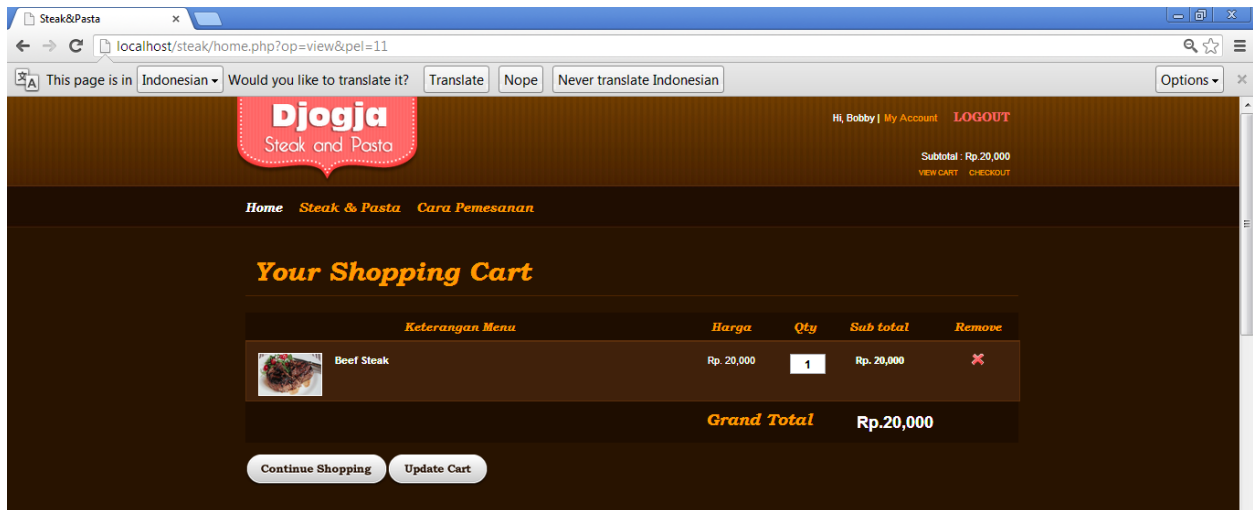 Steak&Pasta
localhost/steak/home.php?op=view&pel=11
This page is in Indonesian Would you like to translate it? Translate Nope Never translate Indonesian Options
Djogja
Steak and Pasta
Hi, Bobby | My Account LOGOUT
Subtotal : Rp.20,000
VIEW CART CHECKOUT
Home Steak & Pasta Cara Pemesanan
Your Shopping Cart
Keterangan Menu Harga Qty Sub total Remove
Beef Steak Rp. 20,000 1 Rp. 20,000
Grand Total Rp.20,000
Continue Shopping Update Cart